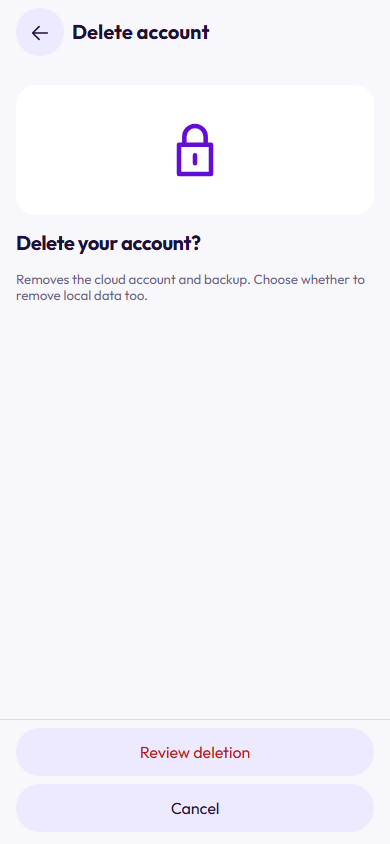 Delete account
Delete your account?
Removes the cloud account and backup. Choose whether to
remove local data too.
Review deletion
Cancel